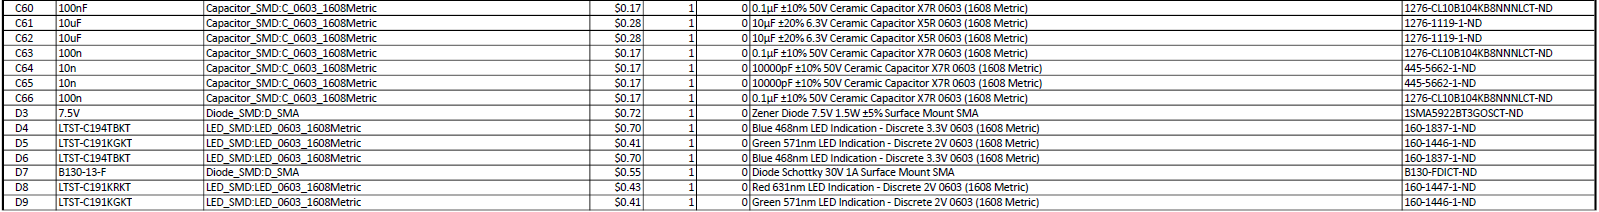 C60 100nF Capacitor_SMD:C_0603_1608Metric $0.17 1 0 0.1µF ±10% 50V Ceramic Capacitor X7R 0603 (1608 Metric) 1276-CL10B104KB8NNNLCT-ND
C61 10uF Capacitor_SMD:C_0603_1608Metric $0.28 1 0 10µF ±20% 6.3V Ceramic Capacitor X5R 0603 (1608 Metric) 1276-1119-1-ND
C62 10uF Capacitor_SMD:C_0603_1608Metric $0.28 1 0 10µF ±20% 6.3V Ceramic Capacitor X5R 0603 (1608 Metric) 1276-1119-1-ND
C63 100n Capacitor_SMD:C_0603_1608Metric $0.17 1 0 0.1µF ±10% 50V Ceramic Capacitor X7R 0603 (1608 Metric) 1276-CL10B104KB8NNNLCT-ND
C64 10n Capacitor_SMD:C_0603_1608Metric $0.17 1 0 10000pF ±10% 50V Ceramic Capacitor X7R 0603 (1608 Metric) 445-5662-1-ND
C65 10n Capacitor_SMD:C_0603_1608Metric $0.17 1 0 10000pF ±10% 50V Ceramic Capacitor X7R 0603 (1608 Metric) 445-5662-1-ND
C66 100n Capacitor_SMD:C_0603_1608Metric $0.17 1 0 0.1µF ±10% 50V Ceramic Capacitor X7R 0603 (1608 Metric) 1276-CL10B104KB8NNNLCT-ND
D3 7.5V Diode_SMD:D_SMA $0.72 1 0 Zener Diode 7.5V 1.5W ±5% Surface Mount SMA 1SMA5922BT3GOSCT-ND
D4 LTST-C194TBKT LED_SMD:LED_0603_1608Metric $0.70 1 0 Blue 468nm LED Indication - Discrete 3.3V 0603 (1608 Metric) 160-1837-1-ND
D5 LTST-C191KGKT LED_SMD:LED_0603_1608Metric $0.41 1 0 Green 571nm LED Indication - Discrete 2V 0603 (1608 Metric) 160-1446-1-ND
D6 LTST-C194TBKT LED_SMD:LED_0603_1608Metric $0.70 1 0 Blue 468nm LED Indication - Discrete 3.3V 0603 (1608 Metric) 160-1837-1-ND
D7 B130-13-F Diode_SMD:D_SMA $0.55 1 0 Diode Schottky 30V 1A Surface Mount SMA B130-FDICT-ND
D8 LTST-C191KRKT LED_SMD:LED_0603_1608Metric $0.43 1 0 Red 631nm LED Indication - Discrete 2V 0603 (1608 Metric) 160-1447-1-ND
D9 LTST-C191KGKT LED_SMD:LED_0603_1608Metric $0.41 1 0 Green 571nm LED Indication - Discrete 2V 0603 (1608 Metric) 160-1446-1-ND